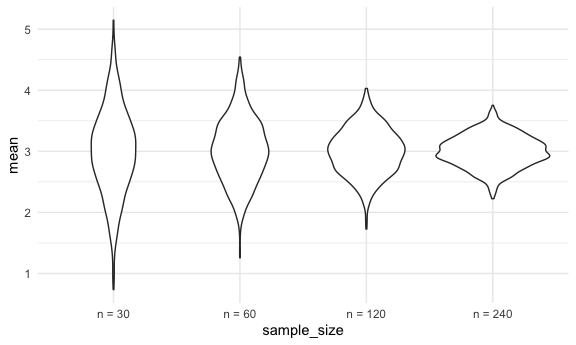 5
4
3
2
1
mean
n = 30
n = 60
n = 120
n = 240
sample_size